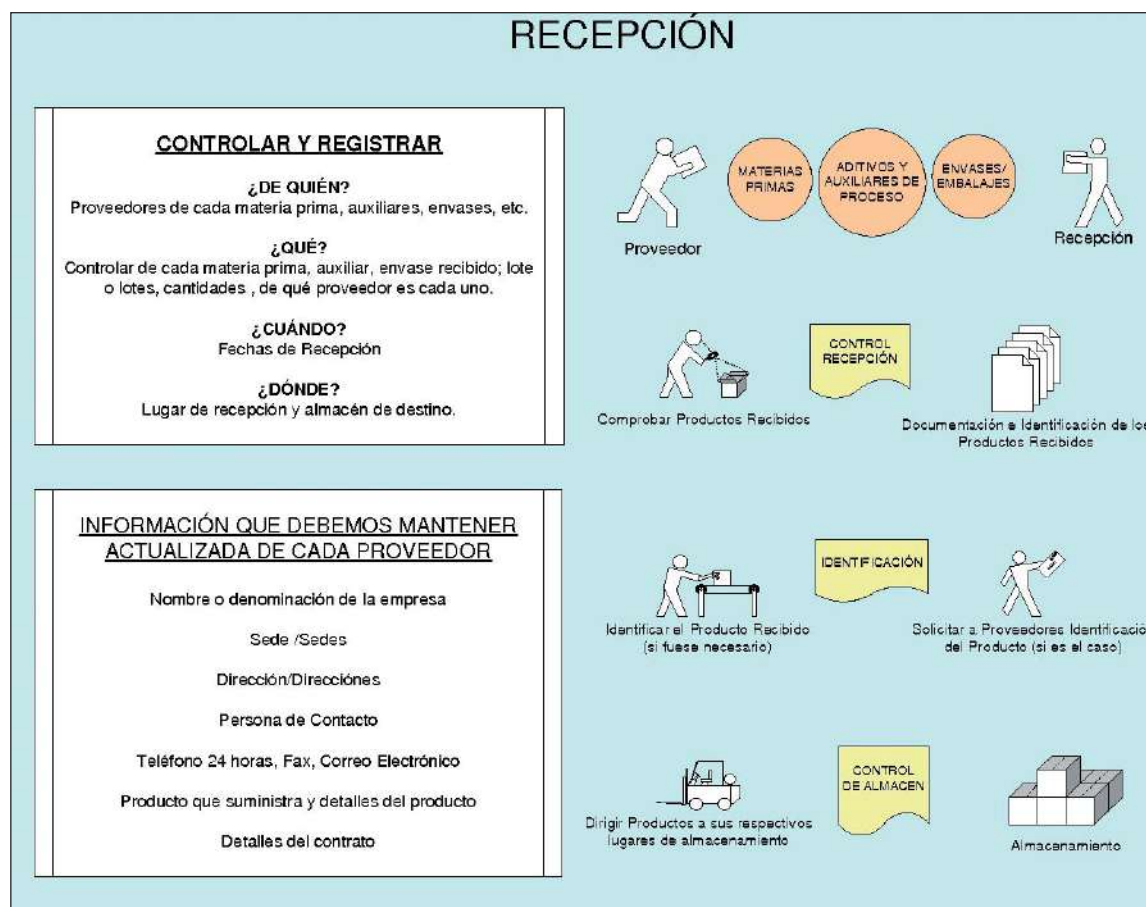 RECEPCIÓN
CONTROLAR Y REGISTRAR
¿DE QUIÉN?
Proveedores de cada materia prima, auxiliares, envases, etc.
¿QUÉ?
Controlar de cada materia prima, auxiliar, envase recibido; lote
o lotes, cantidades , de qué proveedor es cada uno.
¿CUÁNDO?
Fechas de Recepción
¿DÓNDE?
Lugar de recepción y almacén de destino.
INFORMACIÓN QUE DEBEMOS MANTENER
ACTUALIZADA DE CADA PROVEEDOR
Nombre o denominación de la empresa
Sede /Sedes
Dirección/Direcciónes
Persona de Contacto
Teléfono 24 horas, Fax, Correo Electrónico
Producto que suministra y detalles del producto
Detalles del contrato
MATERIAS
PRIMAS
ADITIVOS Y
AUXILIARES DE
PROCESO
ENVASES/
EMBALAJES
Proveedor
Recepción
CONTROL
RECEPCIÓN
Comprobar Productos Recibidos
Documentación e Identificación de los
Productos Recibidos
IDENTIFICACIÓN
Identificar el Producto Recibido
(si fuese necesario)
Solicitar a Proveedores Identificació
del Producto (si es el caso)
CONTROL
DE ALMACEN
Dirigir Productos a sus respectivos
lugares de almacenamiento
Almacenamiento